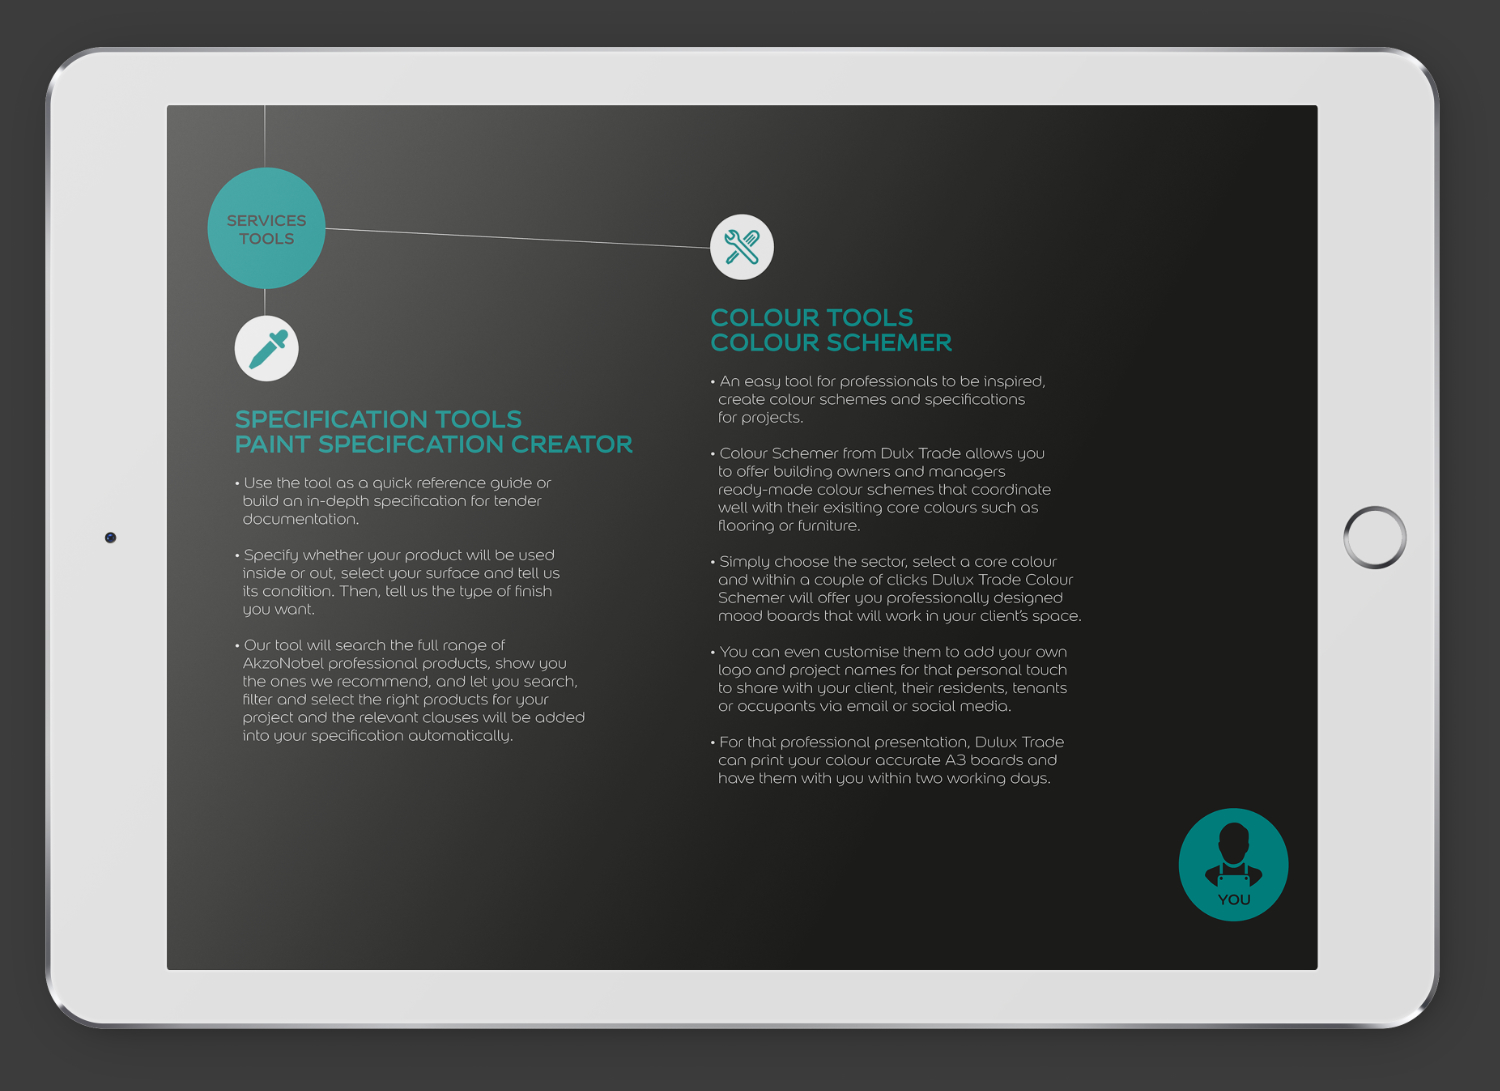 SERVICES
TOOLS
SPECIFICATION TOOLS
PAINT SPECIFCATION CREATOR
• Use the tool as a quick reference guide or
build an in-depth specification for tender
documentation.
• Specify whether your product will be used
inside or out, select your surface and tell us
its condition. Then, tell us the type of finish
you want.
• Our tool will search the full range of
AkzoNobel professional products, show you
the ones we recommend, and let you search,
filter and select the right products for your
project and the relevant clauses will be added
into your specification automatically.
COLOUR TOOLS
COLOUR SCHEMER
• An easy tool for professionals to be inspired,
create colour schemes and specifications
for projects.
• Colour Schemer from Dulx Trade allows you
to offer building owners and managers
ready-made colour schemes that coordinate
well with their exisiting core colours such as
flooring or furniture.
• Simply choose the sector, select a core colour
and within a couple of clicks Dulux Trade Colour
Schemer will offer you professionally designed
mood boards that will work in your client's space.
• You can even customise them to add your own
logo and project names for that personal touch
to share with your client, their residents, tenants
or occupants via email or social media.
• For that professional presentation, Dulux Trade
can print your colour accurate A3 boards and
have them with you within two working days.
YOU